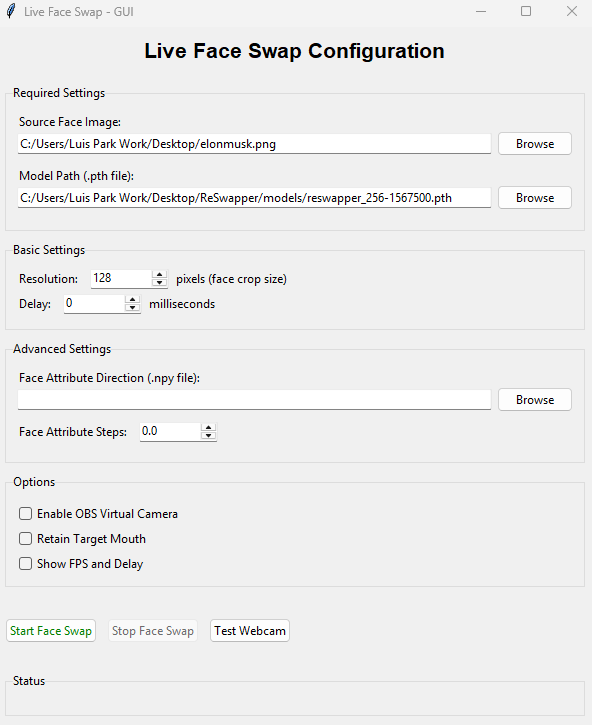 Live Face Swap - GUI
Live Face Swap Configuration
Required Settings
Source Face Image:
C:/Users/Luis Park Work/Desktop/elonmusk.png Browse
Model Path (.pth file):
C:/Users/Luis Park Work/Desktop/ReSwapper/models/reswapper_256-1567500.pth Browse
Basic Settings
Resolution: 128 pixels (face crop size)
Delay: 0 milliseconds
Advanced Settings
Face Attribute Direction (.npy file):
Browse
Face Attribute Steps: 0.0
Options
Enable OBS Virtual Camera
Retain Target Mouth
Show FPS and Delay
Start Face Swap Stop Face Swap Test Webcam
Status